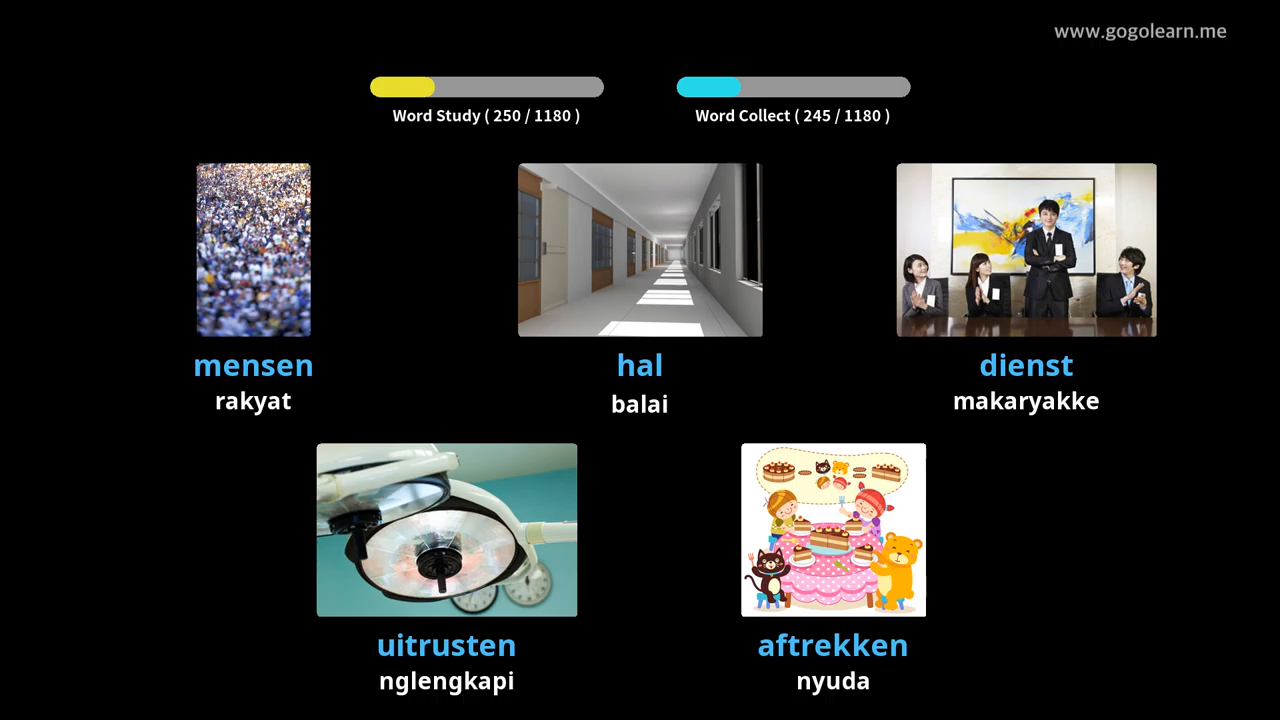 www.gogolearn.me
Word Study ( 250 / 1180 )
Word Collect ( 245 / 1180 )
mensen
rakyat
hal
balai
dienst
makaryakke
uitrusten
nglengkapi
aftrekken
nyuda